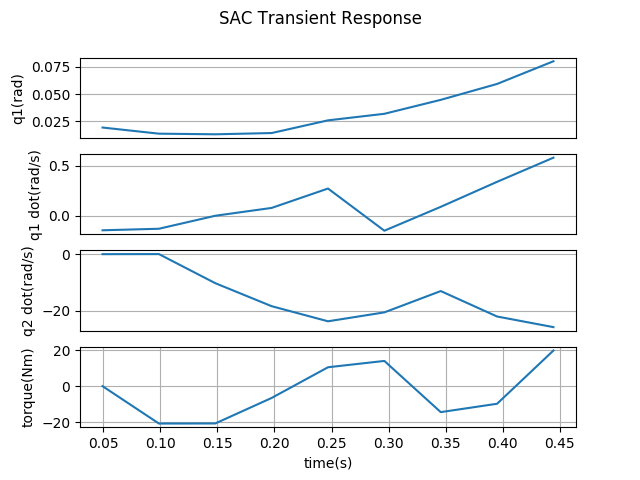 SAC Transient Response
0.075
0.050
0.025
q1(rad)
0.5
0.0
q1 dot(rad/s)
0
−20
q2 dot(rad/s)
20
0
−20
torque(Nm)
0.05 0.10 0.15 0.20 0.25 0.30 0.35 0.40 0.45
time(s)